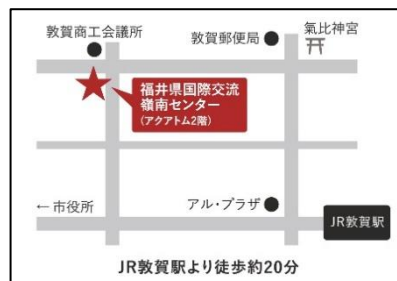 敦賀商工会議所
敦賀郵便局
氣比神宮
福井県国際交流
嶺南センター
(アクアトム2階)
← 市役所
アル・プラザ
JR敦賀駅
JR敦賀駅より徒歩約20分